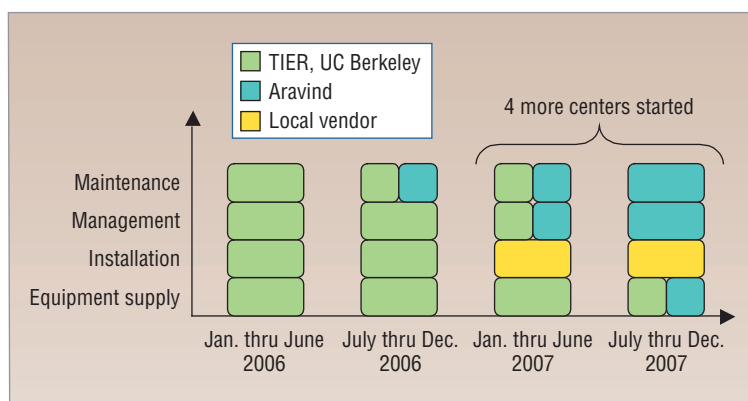 TIER, UC Berkeley
Aravind
Local vendor
4 more centers started
Maintenance
Management
Installation
Equipment supply
Jan. thru June
2006
July thru Dec.
2006
Jan. thru June
2007
July thru Dec.
2007